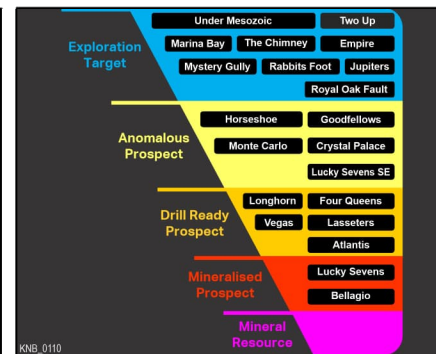 Under Mesozoic Two Up
Exploration Target
Marina Bay The Chimney Empire
Mystery Gully Rabbits Foot Jupiters
Royal Oak Fault
Anomalous Prospect
Horseshoe Goodfellows
Monte Carlo Crystal Palace
Lucky Sevens SE
Drill Ready Prospect
Longhorn Four Queens
Vegas Lasseters
Atlantis
Mineralised Prospect
Lucky Sevens
Bellagio
Mineral Resource
KNB_0110